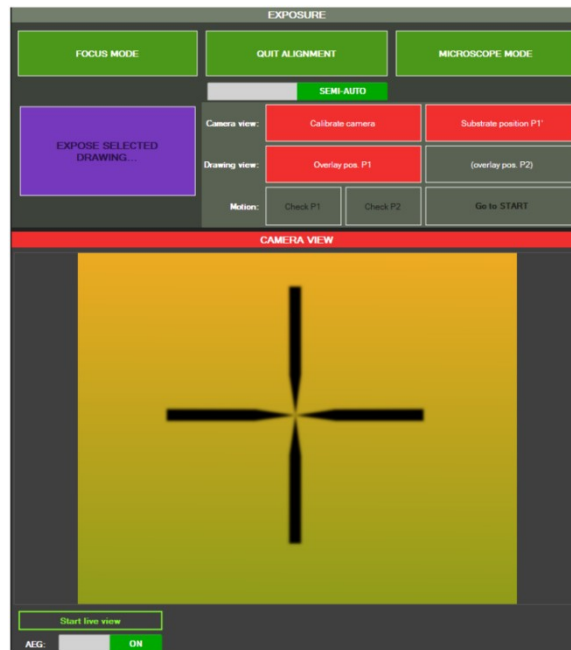 EXPOSURE
FOCUS MODE
QUIT ALIGNMENT
MICROSCOPE MODE
SEMI-AUTO
EXPOSE SELECTED
DRAWING...
Camera view:
Calibrate camera
Substrate position P1'
Drawing view:
Overlay pos. P1
(overlay pos. P2)
Motion:
Check P1
Check P2
Go to START
CAMERA VIEW
Start live view
AEG:
ON